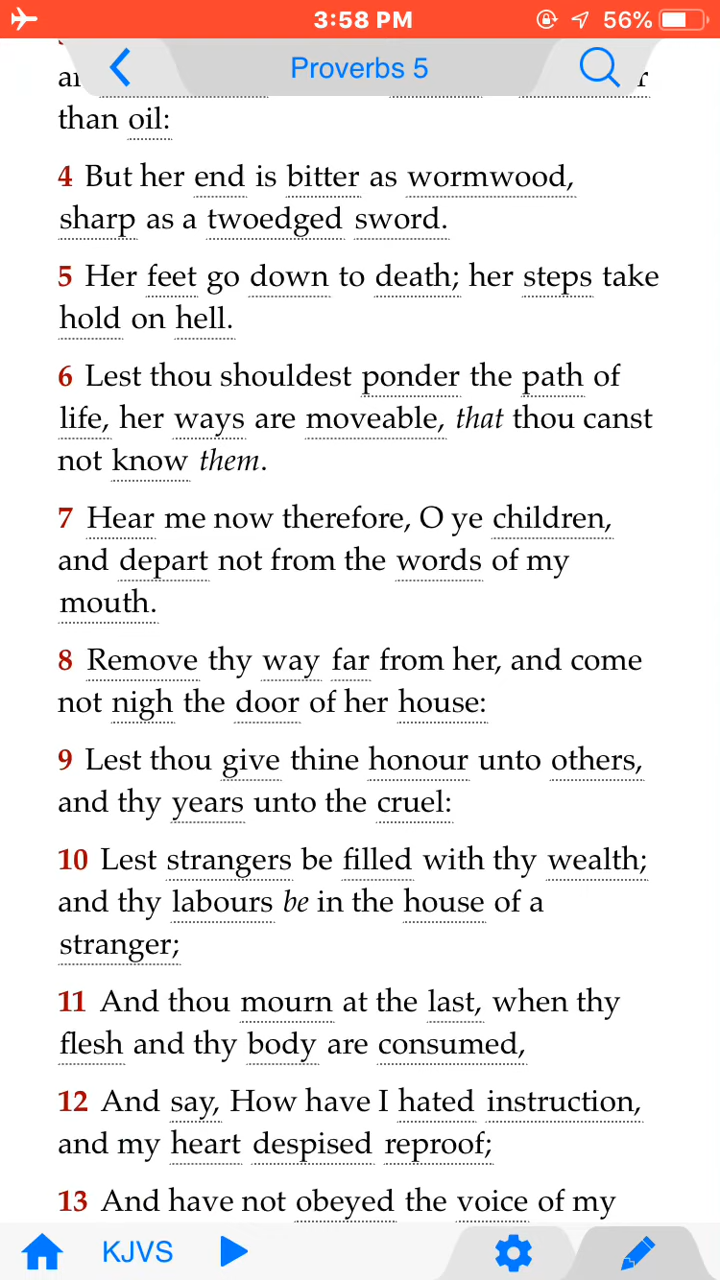 3:58 PM
56%
Proverbs 5
than oil:
4 But her end is bitter as wormwood,
sharp as a twoedged sword.
5 Her feet go down to death; her steps take
hold on hell.
6 Lest thou shouldest ponder the path of
life, her ways are moveable, that thou canst
not know them.
7 Hear me now therefore, O ye children,
and depart not from the words of my
mouth.
8 Remove thy way far from her, and come
not nigh the door of her house:
9 Lest thou give thine honour unto others,
and thy years unto the cruel:
10 Lest strangers be filled with thy wealth;
and thy labours be in the house of a
stranger;
11 And thou mourn at the last, when thy
flesh and thy body are consumed,
12 And say, How have I hated instruction,
and my heart despised reproof;
13 And have not obeyed the voice of my
KJVS